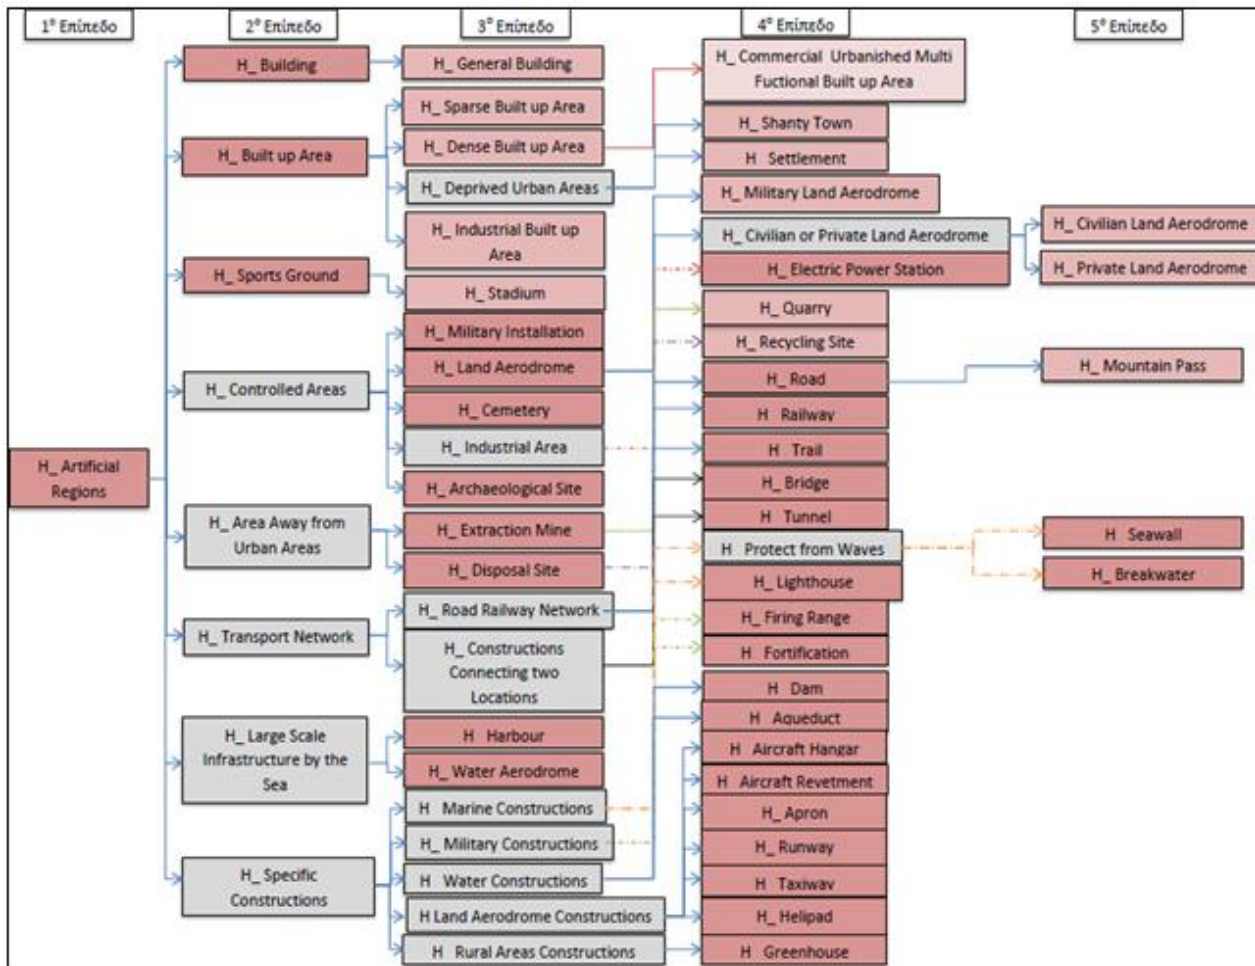 1° Επίπεδο
2° Επίπεδο
3° Επίπεδο
4° Επίπεδο
5° Επίπεδο
H_ Artificial
Regions
H_ Building
H_ Built up Area
H_ Sports Ground
H_ Controlled Areas
H_ Area Away from
Urban Areas
H_ Transport Network
H_ Large Scale
Infrastructure by the
Sea
H_ Specific
Constructions
H_ General Building
H_ Sparse Built up Area
H_ Dense Built up Area
H_ Deprived Urban Areas
H_ Industrial Built up
Area
H_ Stadium
H_ Military Installation
H_ Land Aerodrome
H_ Cemetery
H_ Industrial Area
H_ Archaeological Site
H_ Extraction Mine
H_ Disposal Site
H_ Road Railway Network
H_ Constructions
Connecting two
Locations
H Harbour
H_ Water Aerodrome
H Marine Constructions
H_ Military Constructions
H Water Constructions
H Land Aerodrome Constructions
H Rural Areas Constructions
H_ Commercial Urbanished Multi
Fuctional Built up Area
H_ Shanty Town
H Settlement
H_ Military Land Aerodrome
H_ Civilian or Private Land Aerodrome
H_ Electric Power Station
H_ Quarry
H_ Recycling Site
H_ Road
H Railway
H Trail
H_ Bridge
H Tunnel
H Protect from Waves
H_ Lighthouse
H_ Firing Range
H Fortification
H Dam
H Aqueduct
H Aircraft Hangar
H Aircraft Revetment
H_ Apron
H_ Runway
H Taxiway
H_ Helipad
H Greenhouse
H_ Civilian Land Aerodrome
H_ Private Land Aerodrome
H_ Mountain Pass
H Seawall
H_ Breakwater